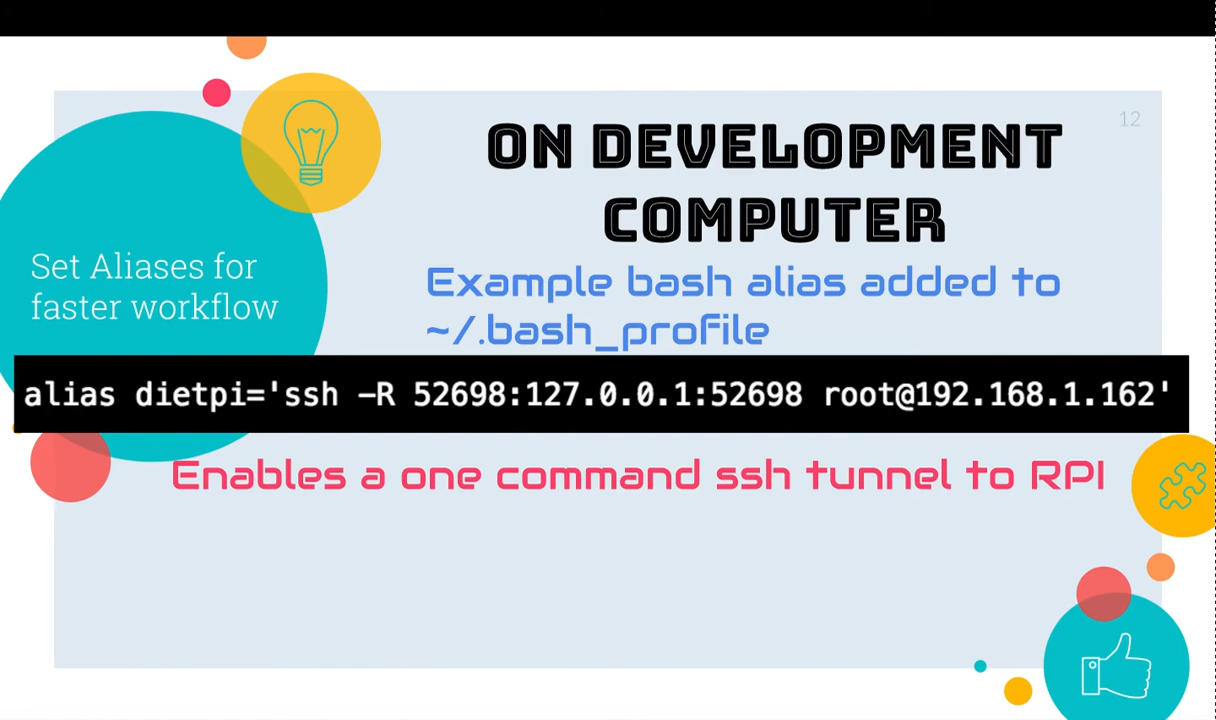 12
ON DEVELOPMENT
COMPUTER
Set Aliases for
faster workflow
Example bash alias added to
~/.bash_profile
alias dietpi='ssh -R 52698:127.0.0.1:52698 root@192.168.1.162'
Enables a one command ssh tunnel to RPI